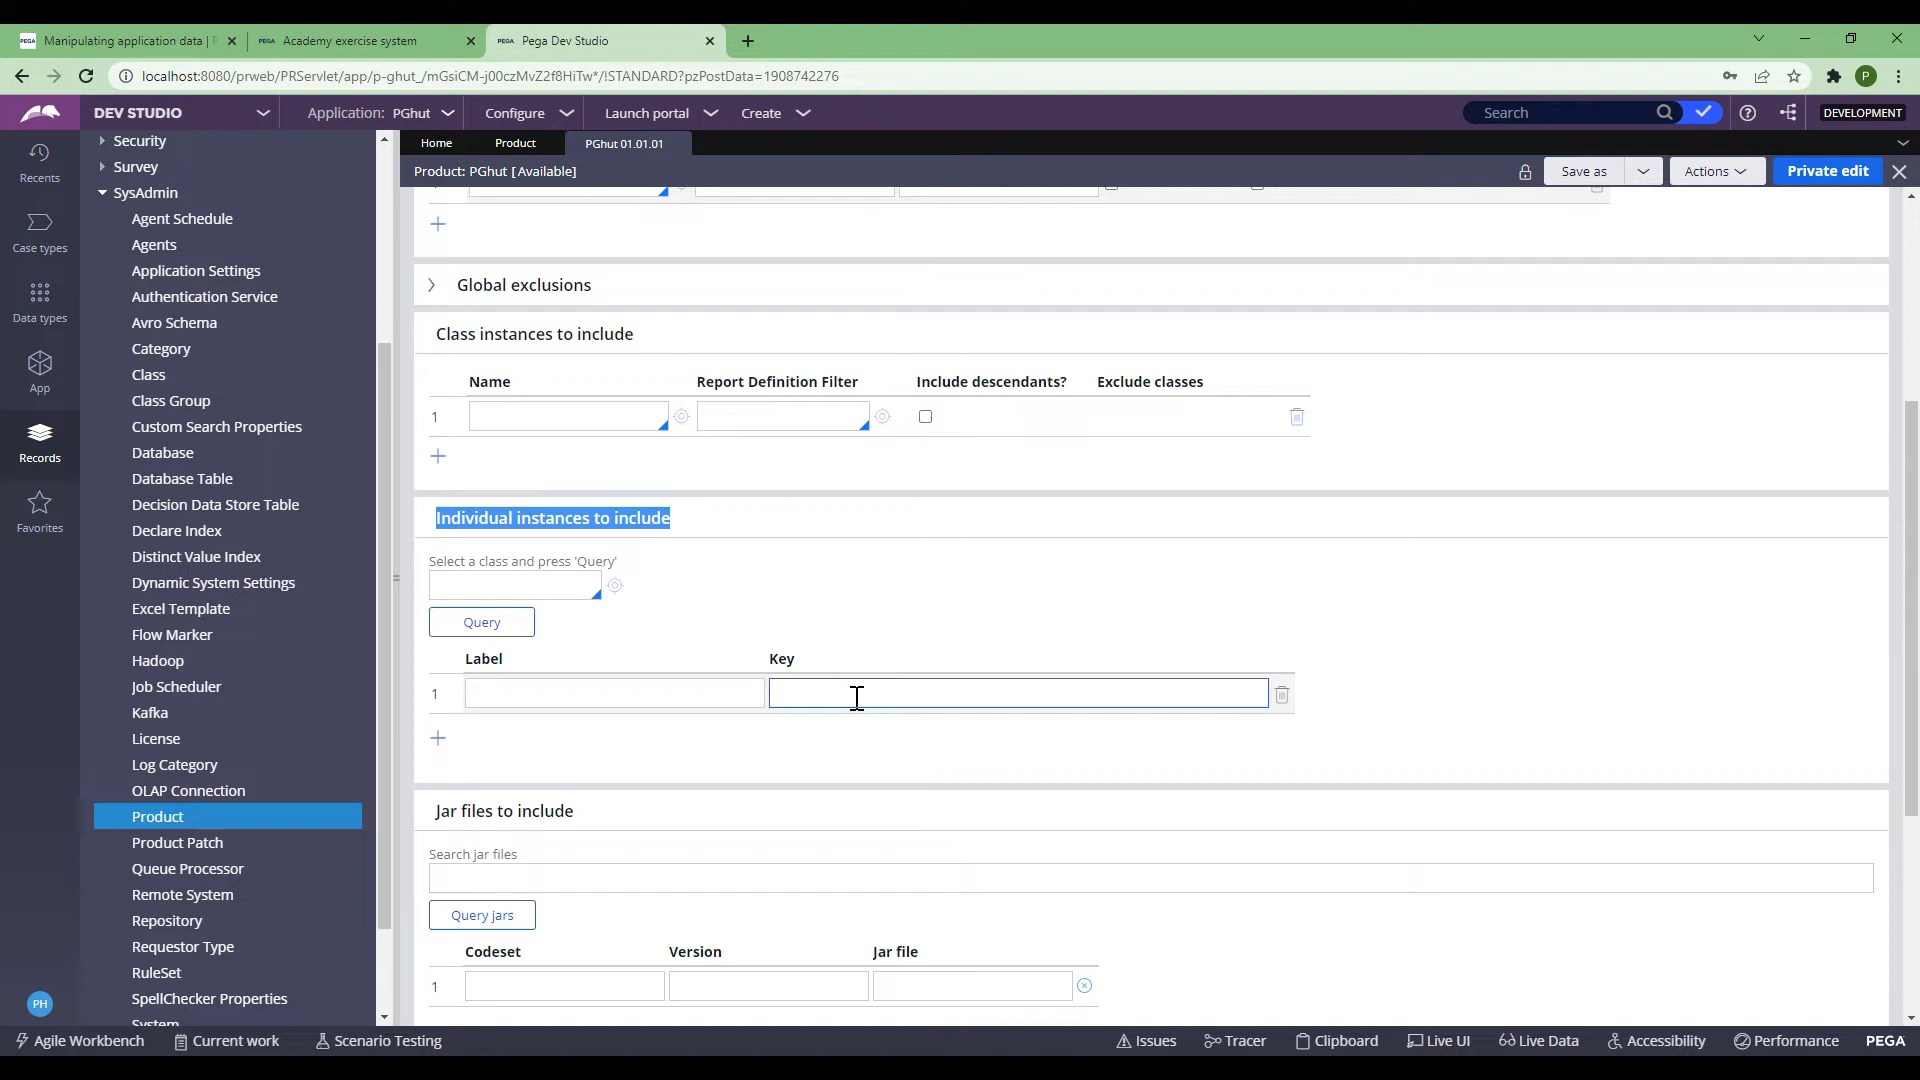 PEGA Manipulating application data | P
PEGA Academy exercise system
PEGA Pega Dev Studio
localhost:8080/prweb/PRServlet/app/p-ghut_/mGsiCM-j00czMvZ2f8HiTw*/!STANDARD?pzPostData=1908742276
P
DEV STUDIO
Application: PGhut
Configure
Launch portal
Create
Search
DEVELOPMENT
Recents
Case types
Data types
App
Records
Favorites
PH
Security
Survey
SysAdmin
Agent Schedule
Agents
Application Settings
Authentication Service
Avro Schema
Category
Class
Class Group
Custom Search Properties
Database
Database Table
Decision Data Store Table
Declare Index
Distinct Value Index
Dynamic System Settings
Excel Template
Flow Marker
Hadoop
Job Scheduler
Kafka
License
Log Category
OLAP Connection
Product
Product Patch
Queue Processor
Remote System
Repository
Requestor Type
RuleSet
SpellChecker Properties
System
Home
Product
PGhut 01.01.01
Product: PGhut [Available]
Save as
Actions
Private edit
Global exclusions
Class instances to include
Name Report Definition Filter Include descendants? Exclude classes
1
Individual instances to include
Select a class and press 'Query'
Query
Label Key
1
Jar files to include
Search jar files
Query jars
Codeset Version Jar file
1
Agile Workbench
Current work
Scenario Testing
Issues
Tracer
Clipboard
Live UI
Live Data
Accessibility
Performance
PEGA